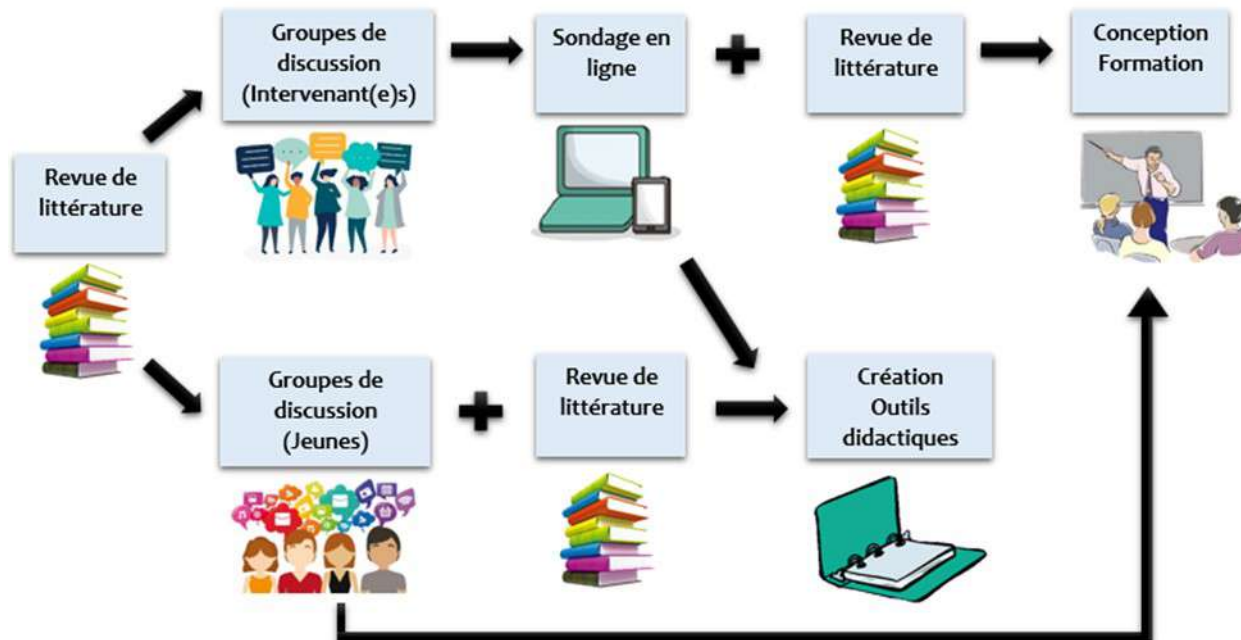 Groupes de
discussion
(Intervenant(e)s)
Sondage en
ligne
Revue de
littérature
Conception
Formation
Revue de
littérature
Groupes de
discussion
(Jeunes)
Revue de
littérature
Création
Outils
didactiques